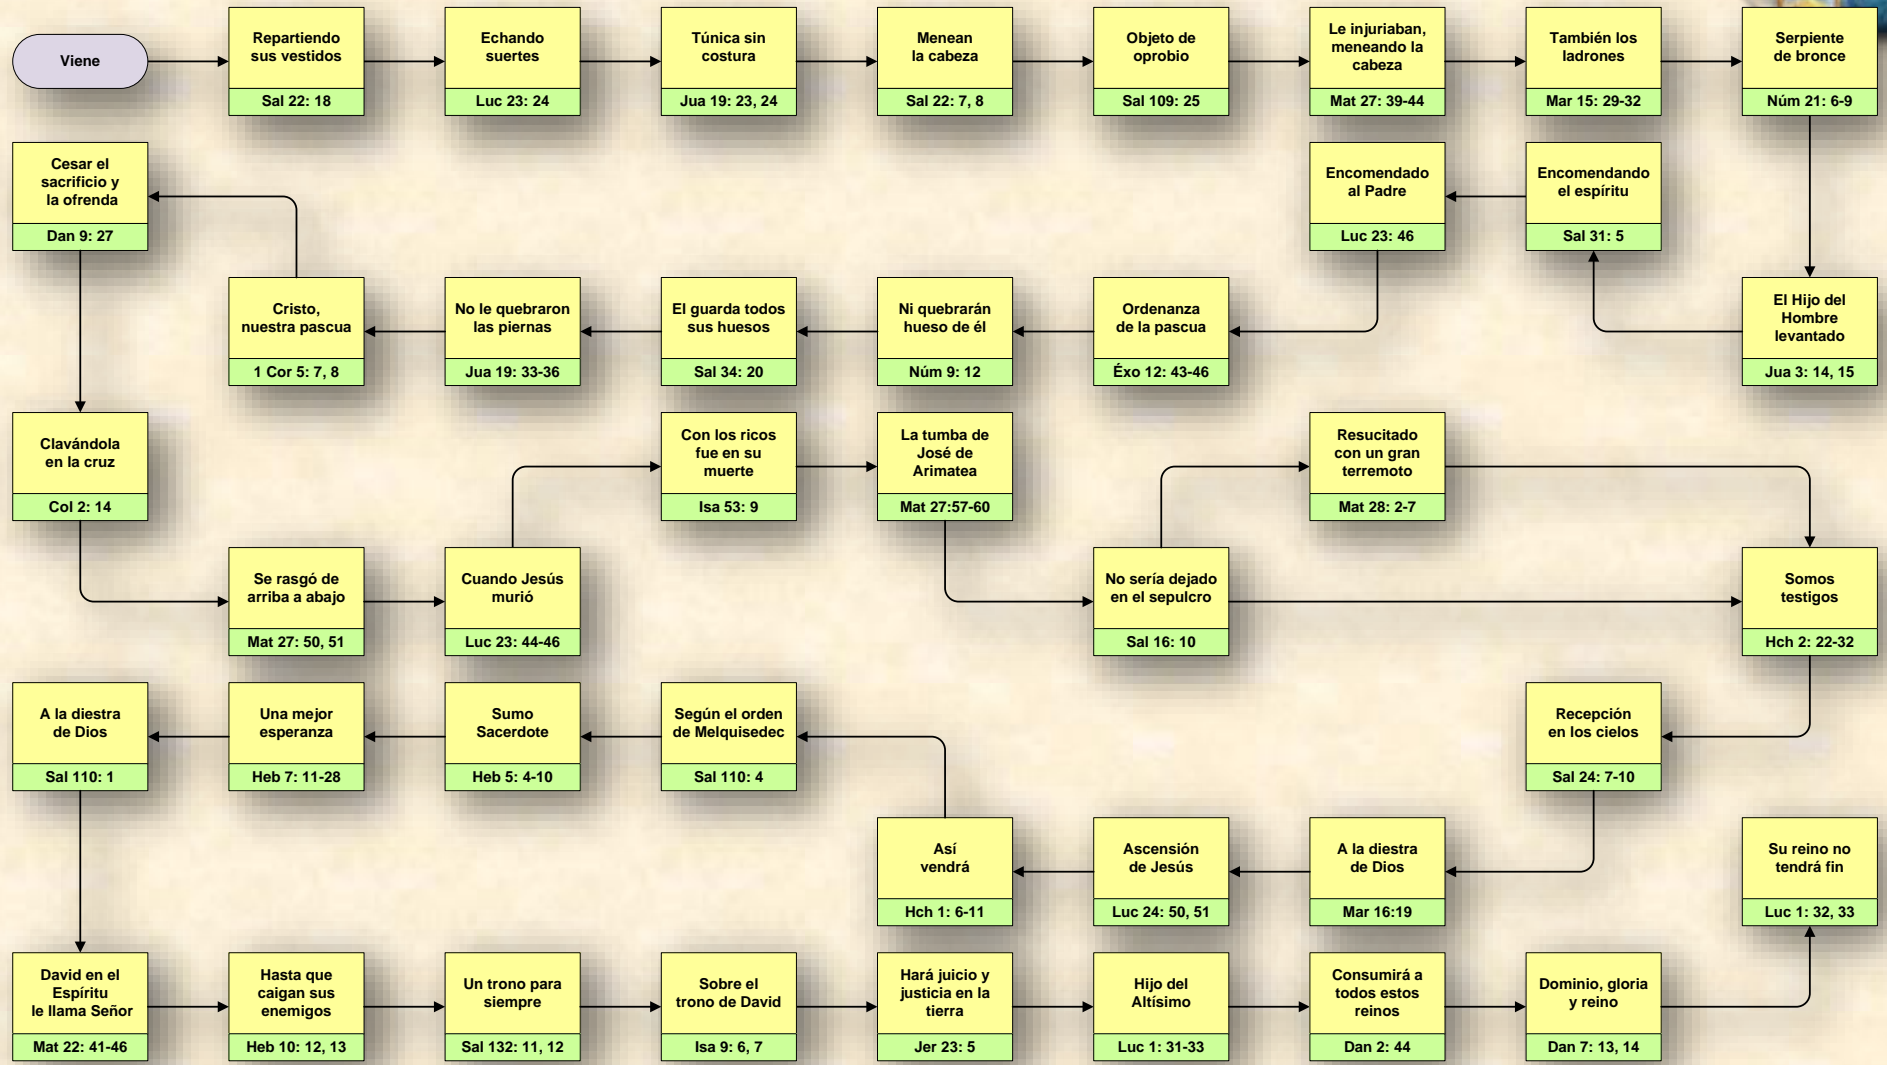 Viene
Repartiendo
sus vestidos
Sal 22: 18
Echando
suertes
Luc 23: 24
Túnica sin
costura
Jua 19: 23, 24
Menean
la cabeza
Sal 22: 7, 8
Objeto de
oprobio
Sal 109: 25
Le injuriaban,
meneando la
cabeza
Mat 27: 39-44
También los
ladrones
Mar 15: 29-32
Serpiente
de bronce
Núm 21: 6-9
El Hijo del
Hombre
levantado
Jua 3: 14, 15
Encomendando
el espíritu
Sal 31: 5
Encomendado
al Padre
Luc 23: 46
Ordenanza
de la pascua
Éxo 12: 43-46
Ni quebrarán
hueso de él
Núm 9: 12
El guarda todos
sus huesos
Sal 34: 20
No le quebraron
las piernas
Jua 19: 33-36
Cristo,
nuestra pascua
1 Cor 5: 7, 8
Cesar el
sacrificio y
la ofrenda
Dan 9: 27
Clavándola
en la cruz
Col 2: 14
Se rasgó de
arriba a abajo
Mat 27: 50, 51
Cuando Jesús
murió
Luc 23: 44-46
Con los ricos
fue en su
muerte
Isa 53: 9
La tumba de
José de
Arimatea
Mat 27:57-60
No sería dejado
en el sepulcro
Sal 16: 10
Resucitado
con un gran
terremoto
Mat 28: 2-7
Somos
testigos
Hch 2: 22-32
Recepción
en los cielos
Sal 24: 7-10
A la diestra
de Dios
Mar 16:19
Ascensión
de Jesús
Luc 24: 50, 51
Así
vendrá
Hch 1: 6-11
Según el orden
de Melquisedec
Sal 110: 4
Sumo
Sacerdote
Heb 5: 4-10
Una mejor
esperanza
Heb 7: 11-28
A la diestra
de Dios
Sal 110: 1
David en el
Espíritu
le llama Señor
Mat 22: 41-46
Hasta que
caigan sus
enemigos
Heb 10: 12, 13
Un trono para
siempre
Sal 132: 11, 12
Sobre el
trono de David
Isa 9: 6, 7
Hará juicio y
justicia en la
tierra
Jer 23: 5
Hijo del
Altísimo
Luc 1: 31-33
Consumirá a
todos estos
reinos
Dan 2: 44
Dominio, gloria
y reino
Dan 7: 13, 14
Su reino no
tendrá fin
Luc 1: 32, 33